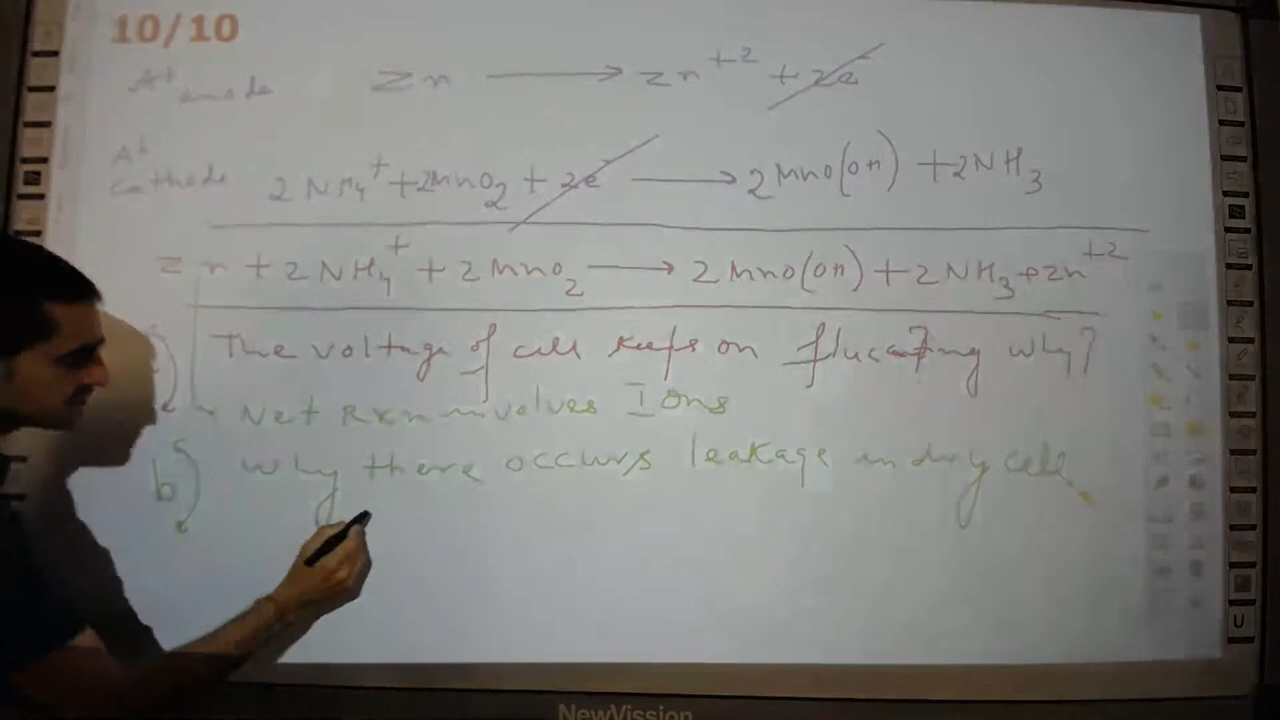 10/10
At anode Zn ⟶ Zn⁺² + 2e
At cathode 2NH₄⁺ + 2MnO₂ + 2e ⟶ 2MnO(OH) + 2NH₃
Zn + 2NH₄⁺ + 2MnO₂ ⟶ 2MnO(OH) + 2NH₃ + Zn⁺²
The voltage of cell keeps on why?
Net Rxn involves Ions
b) Why there occurs leakage in dry cell
NewVission